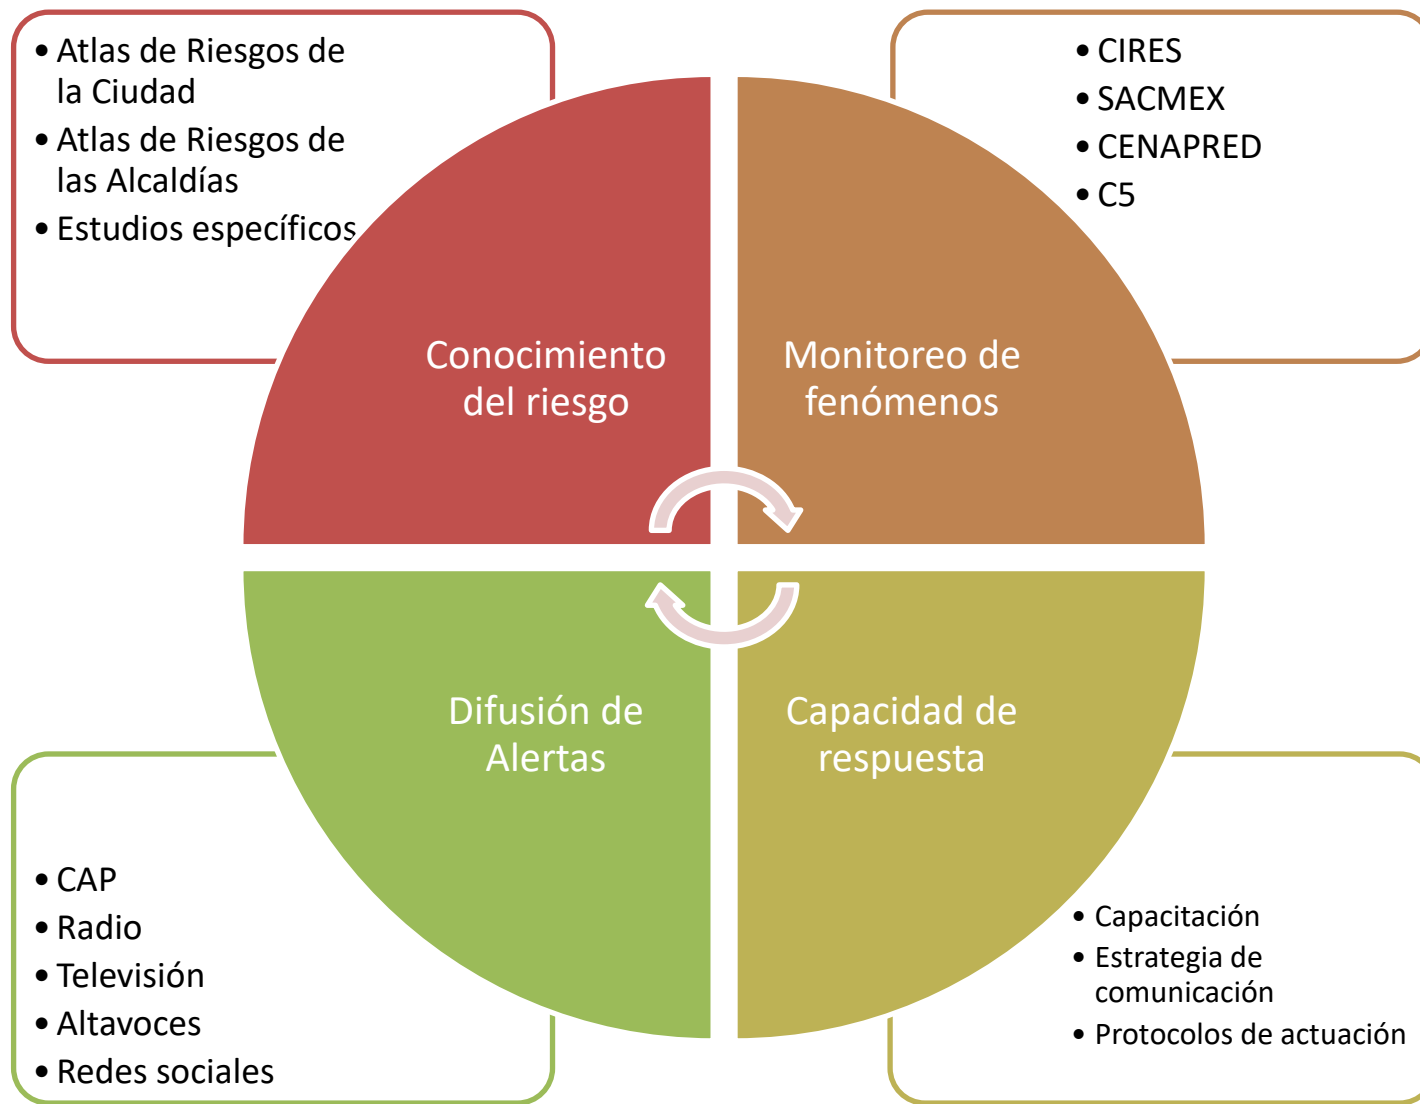 • Atlas de Riesgos de
la Ciudad
• Atlas de Riesgos de
las Alcaldías
• Estudios específicos
• CIRES
• SACMEX
• CENAPRED
• C5
Conocimiento
del riesgo
Monitoreo de
fenómenos
Difusión de
Alertas
Capacidad de
respuesta
• CAP
• Radio
• Televisión
• Altavoces
• Redes sociales
• Capacitación
• Estrategia de
comunicación
• Protocolos de actuación